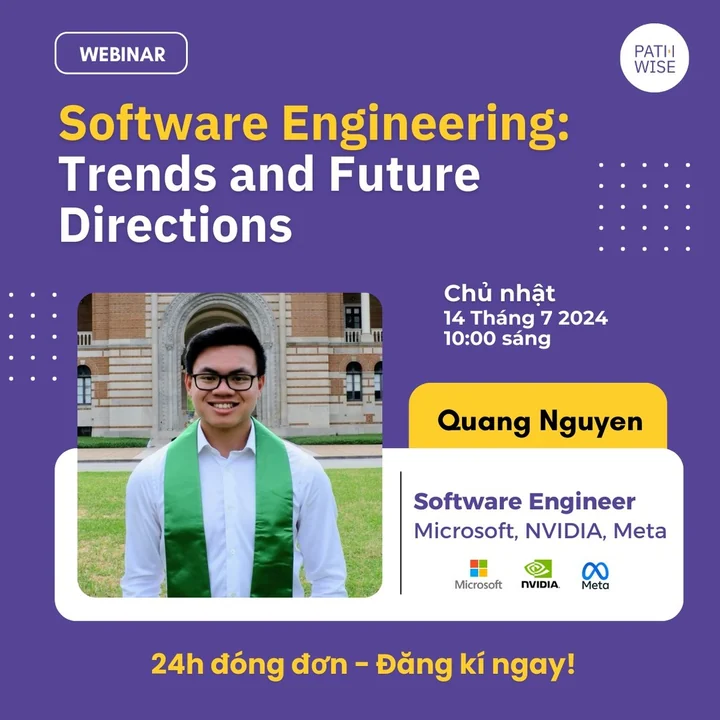 WEBINAR
PATH
WISE
Software Engineering:
Trends and Future
Directions
Chủ nhật
14 Tháng 7 2024
10:00 sáng
Quang Nguyen
Software Engineer
Microsoft, NVIDIA, Meta
Microsoft
NVIDIA.
Meta
24h đóng đơn – Đăng kí ngay!